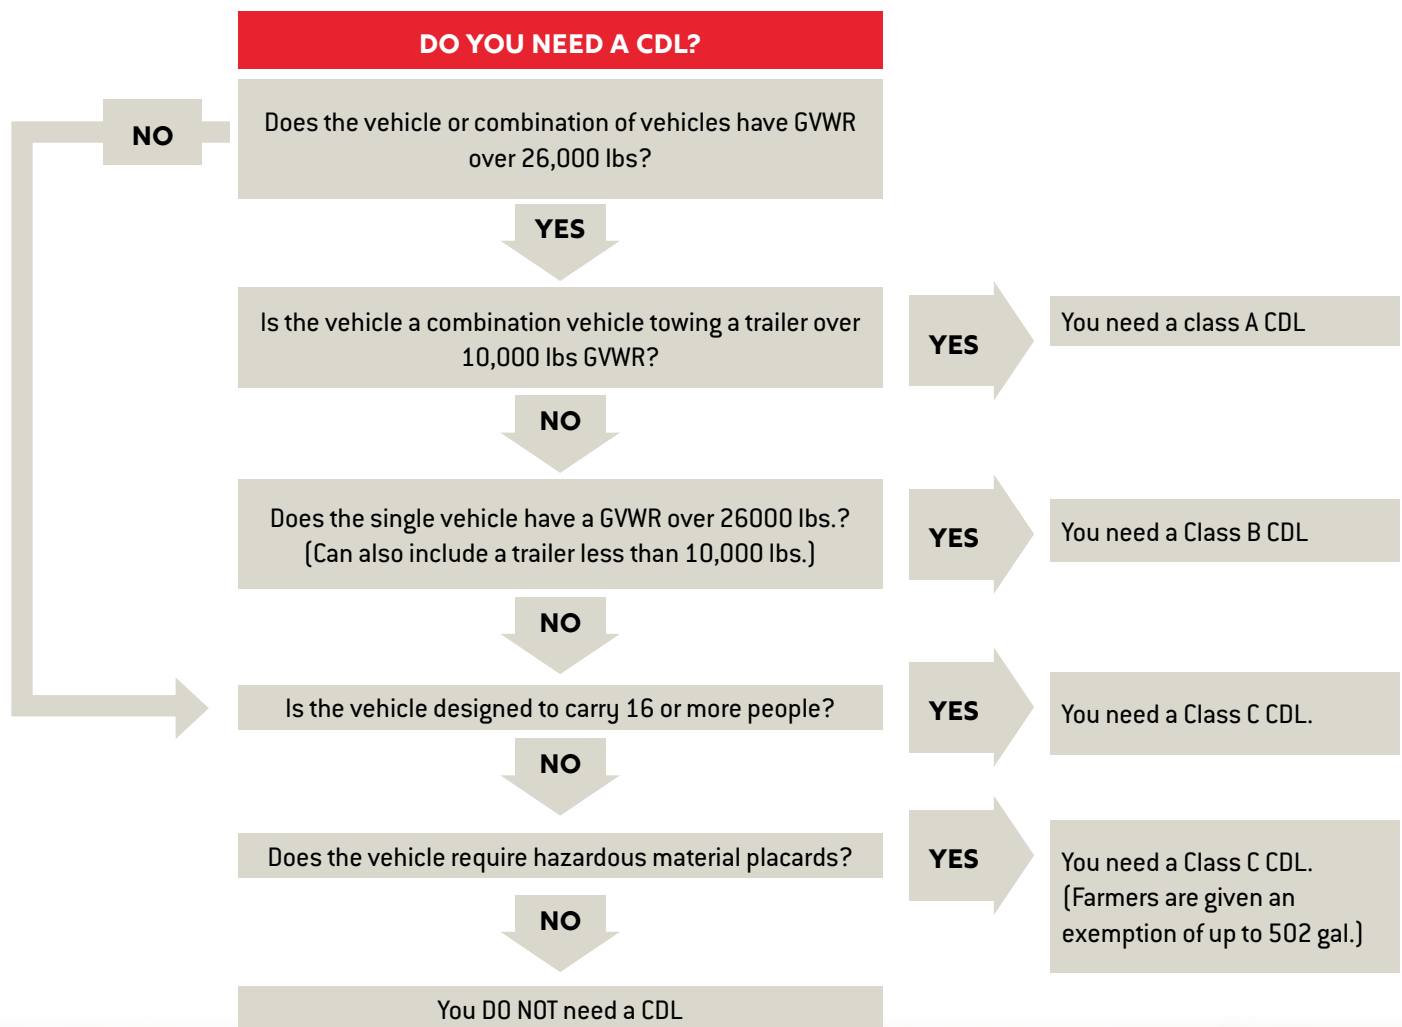 DO YOU NEED A CDL?
NO
Does the vehicle or combination of vehicles have GVWR
over 26,000 lbs?
YES
Is the vehicle a combination vehicle towing a trailer over
10,000 lbs GVWR?
YES
You need a class A CDL
NO
Does the single vehicle have a GVWR over 26000 lbs.?
(Can also include a trailer less than 10,000 lbs.)
YES
You need a Class B CDL
NO
Is the vehicle designed to carry 16 or more people?
YES
You need a Class C CDL.
NO
Does the vehicle require hazardous material placards?
YES
You need a Class C CDL.
(Farmers are given an
exemption of up to 502 gal.)
NO
You DO NOT need a CDL